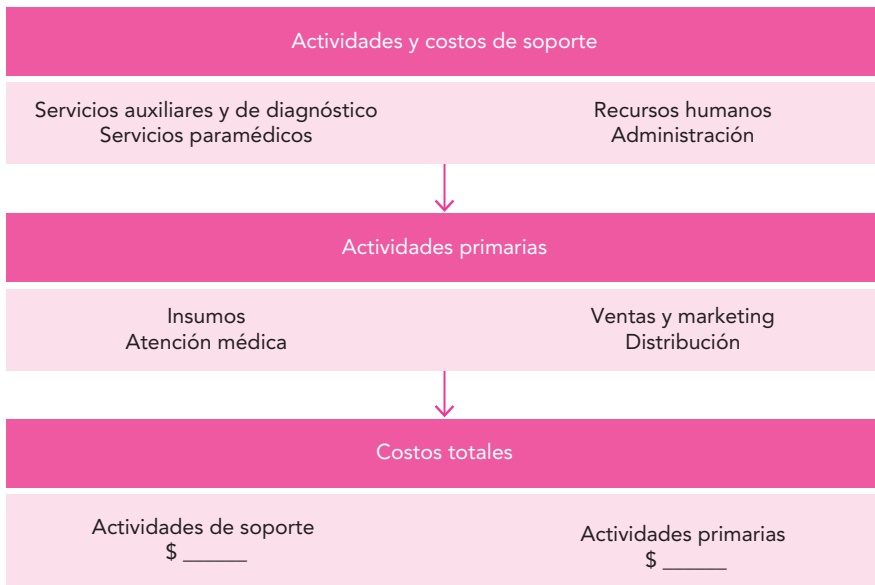 Actividades y costos de soporte
Servicios auxiliares y de diagnóstico
Servicios paramédicos
Recursos humanos
Administración
Actividades primarias
Insumos
Atención médica
Ventas y marketing
Distribución
Costos totales
Actividades de soporte
$ ______
Actividades primarias
$ ______